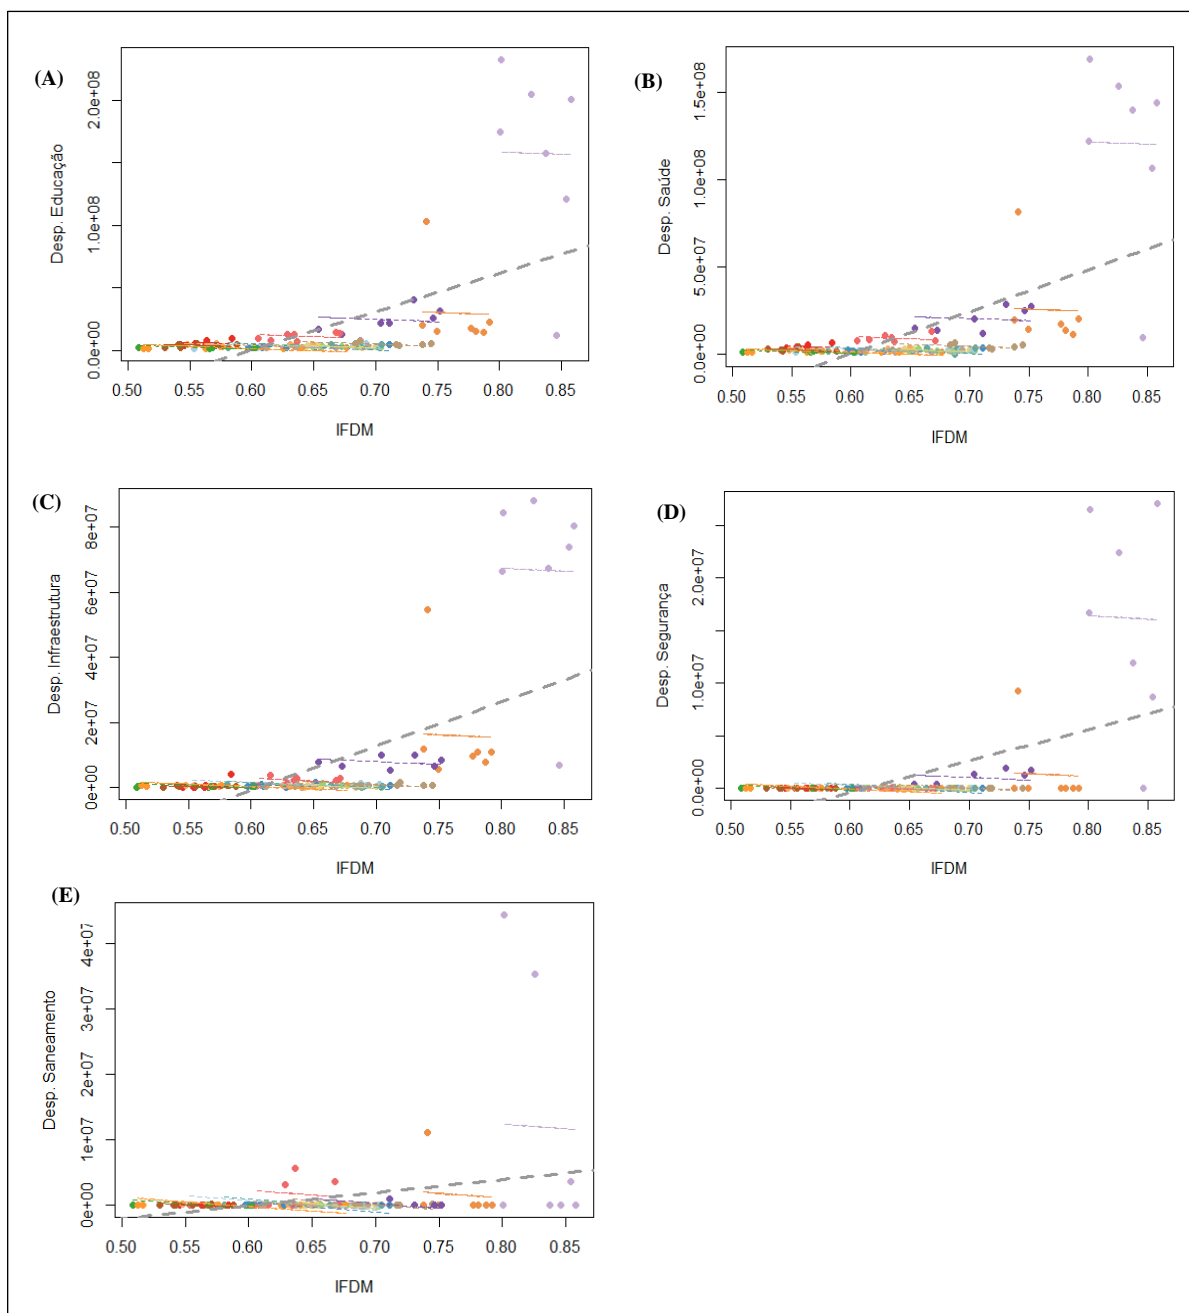 (A)
Desp. Educação
0.0e+00 1.0e+08 2.0e+08
0.50 0.55 0.60 0.65 0.70 0.75 0.80 0.85
IFDM
(B)
Desp. Saúde
0.0e+00 5.0e+07 1.0e+08 1.5e+08
0.50 0.55 0.60 0.65 0.70 0.75 0.80 0.85
IFDM
(C)
Desp. Infraestrutura
0e+00 2e+07 4e+07 6e+07 8e+07
0.50 0.55 0.60 0.65 0.70 0.75 0.80 0.85
IFDM
(D)
Desp. Segurança
0.0e+00 1.0e+07 2.0e+07
0.50 0.55 0.60 0.65 0.70 0.75 0.80 0.85
IFDM
(E)
Desp. Saneamento
0e+00 1e+07 2e+07 3e+07 4e+07
0.50 0.55 0.60 0.65 0.70 0.75 0.80 0.85
IFDM